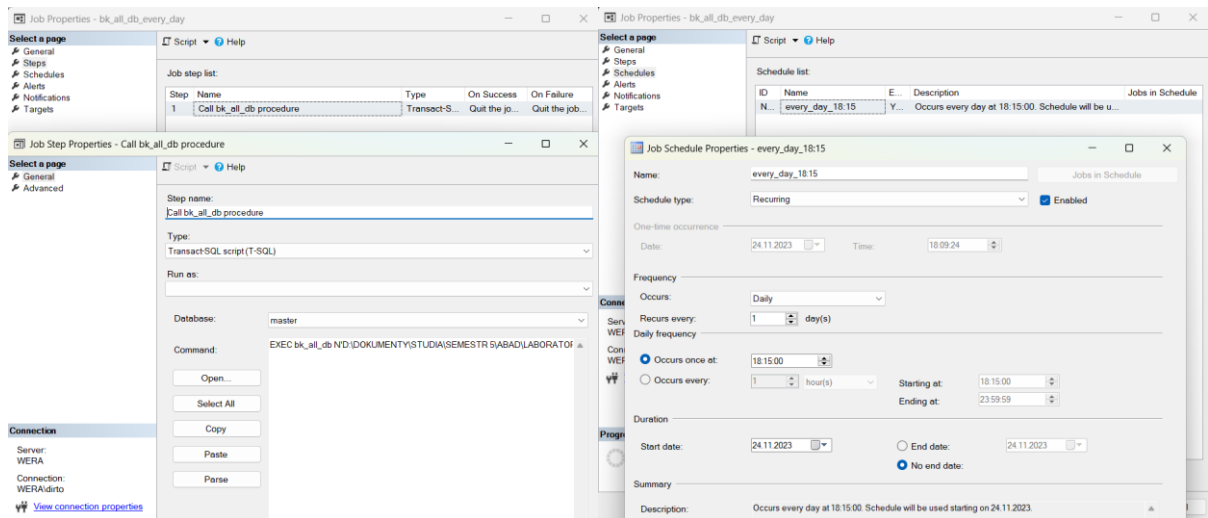 Job Properties - bk_all_db_every_day
Select a page
General
Steps
Schedules
Alerts
Notifications
Targets
Script Help
Job step list:
Step Name Type On Success On Failure
1 Call bk_all_db procedure Transact-S... Quit the jo... Quit the job...
Job Step Properties - Call bk_all_db procedure
Select a page
General
Advanced
Script Help
Step name:
Call bk_all_db procedure
Type:
Transact-SQL script (T-SQL)
Run as:
Database: master
Command: EXEC bk_all_db N'D:\DOKUMENTY\STUDIA\SEMESTR 5\ABAD\LABORATOR
Open...
Select All
Copy
Paste
Parse
Connection
Server:
WERA
Connection:
WERA\dirto
View connection properties
Job Properties - bk_all_db_every_day
Select a page
General
Steps
Schedules
Alerts
Notifications
Targets
Script Help
Schedule list:
ID Name E... Description Jobs in Schedule
N... every_day_18:15 Y... Occurs every day at 18:15:00. Schedule will be u...
Job Schedule Properties - every_day_18:15
Name: every_day_18:15 Jobs in Schedule
Schedule type: Recurring Enabled
One-time occurrence
Date: 24.11.2023 Time: 18:09:24
Frequency
Occurs: Daily
Recurs every: 1 day(s)
Daily frequency
Occurs once at: 18:15:00
Occurs every: 1 hour(s) Starting at: 18:15:00
Ending at: 23:59:59
Duration
Start date: 24.11.2023 End date: 24.11.2023
No end date:
Summary
Description: Occurs every day at 18:15:00. Schedule will be used starting on 24.11.2023.